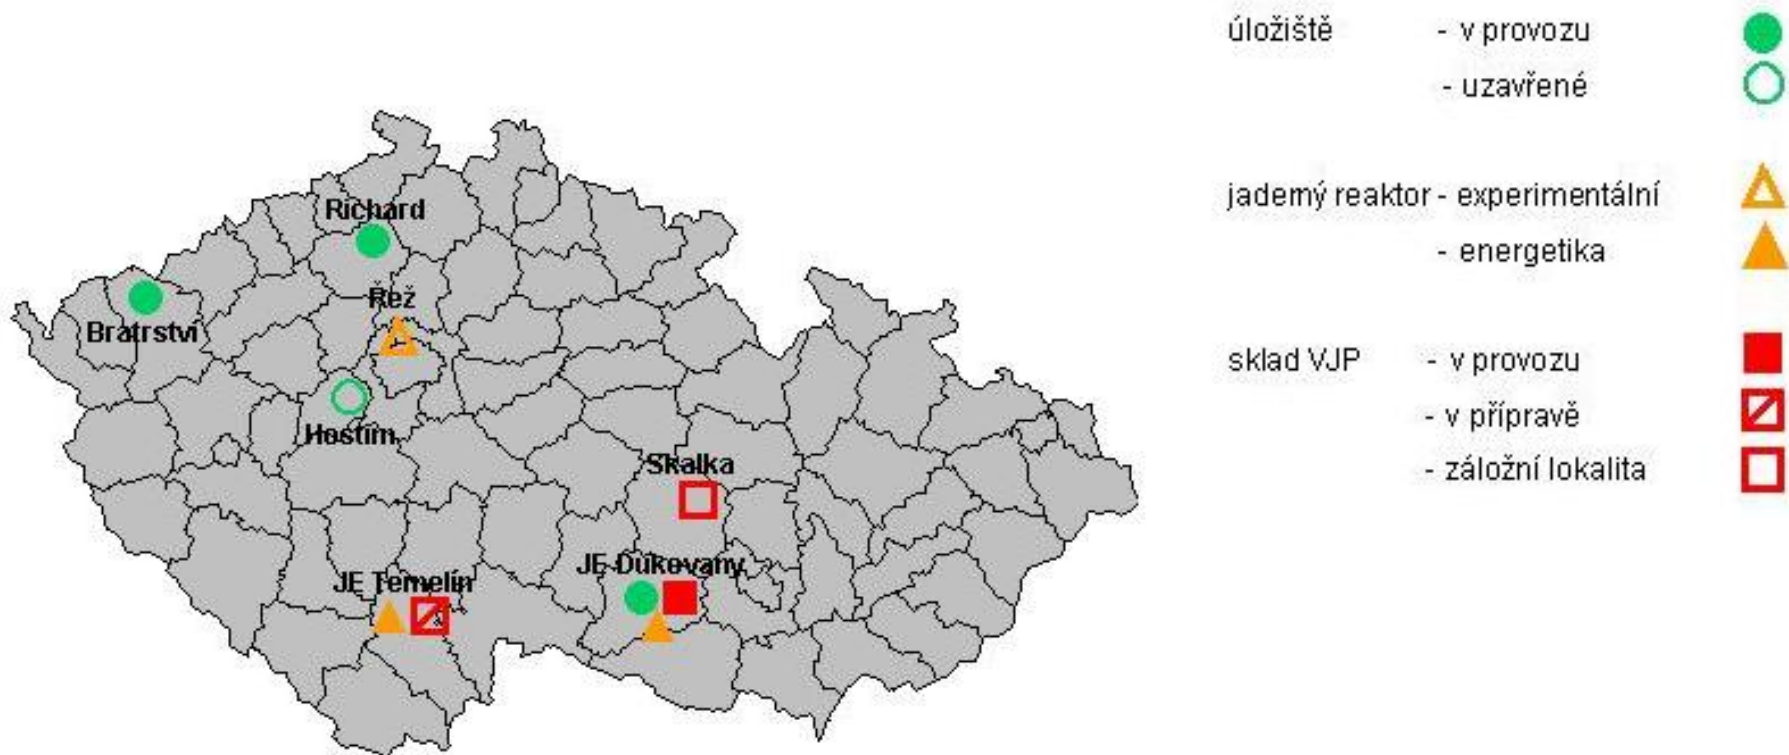 úložiště - v provozu
- uzavřené
jaderný reaktor - experimentální
- energetika
sklad VJP - v provozu
- v přípravě
- záložní lokalita
Richard
Řež
Bratrství
Hostím
Skalka
JE Temelín
JE Dukovany